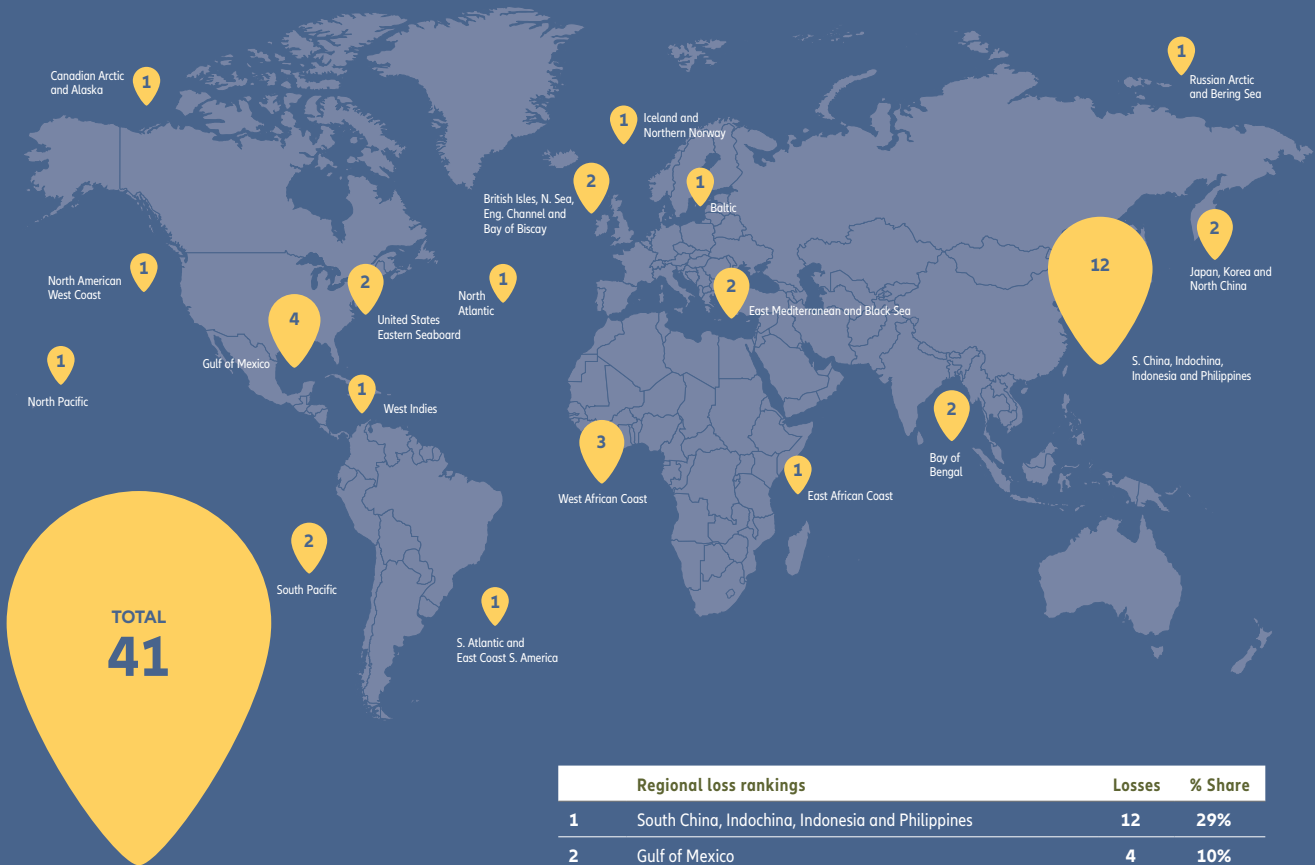 1
Canadian Arctic
and Alaska
1
Russian Arctic
and Bering Sea
1
Iceland and
Northern Norway
2
British Isles, N. Sea,
Eng. Channel and
Bay of Biscay
1
Baltic
12
S. China, Indochina,
Indonesia and Philippines
2
Japan, Korea and
North China
1
North American
West Coast
4
Gulf of Mexico
2
United States
Eastern Seaboard
1
North
Atlantic
2
East Mediterranean and Black Sea
1
North Pacific
1
West Indies
3
West African Coast
1
East African Coast
2
Bay of
Bengal
2
South Pacific
1
S. Atlantic and
East Coast S. America
TOTAL
41
Regional loss rankings Losses % Share
1 South China, Indochina, Indonesia and Philippines 12 29%
2 Gulf of Mexico 4 10%